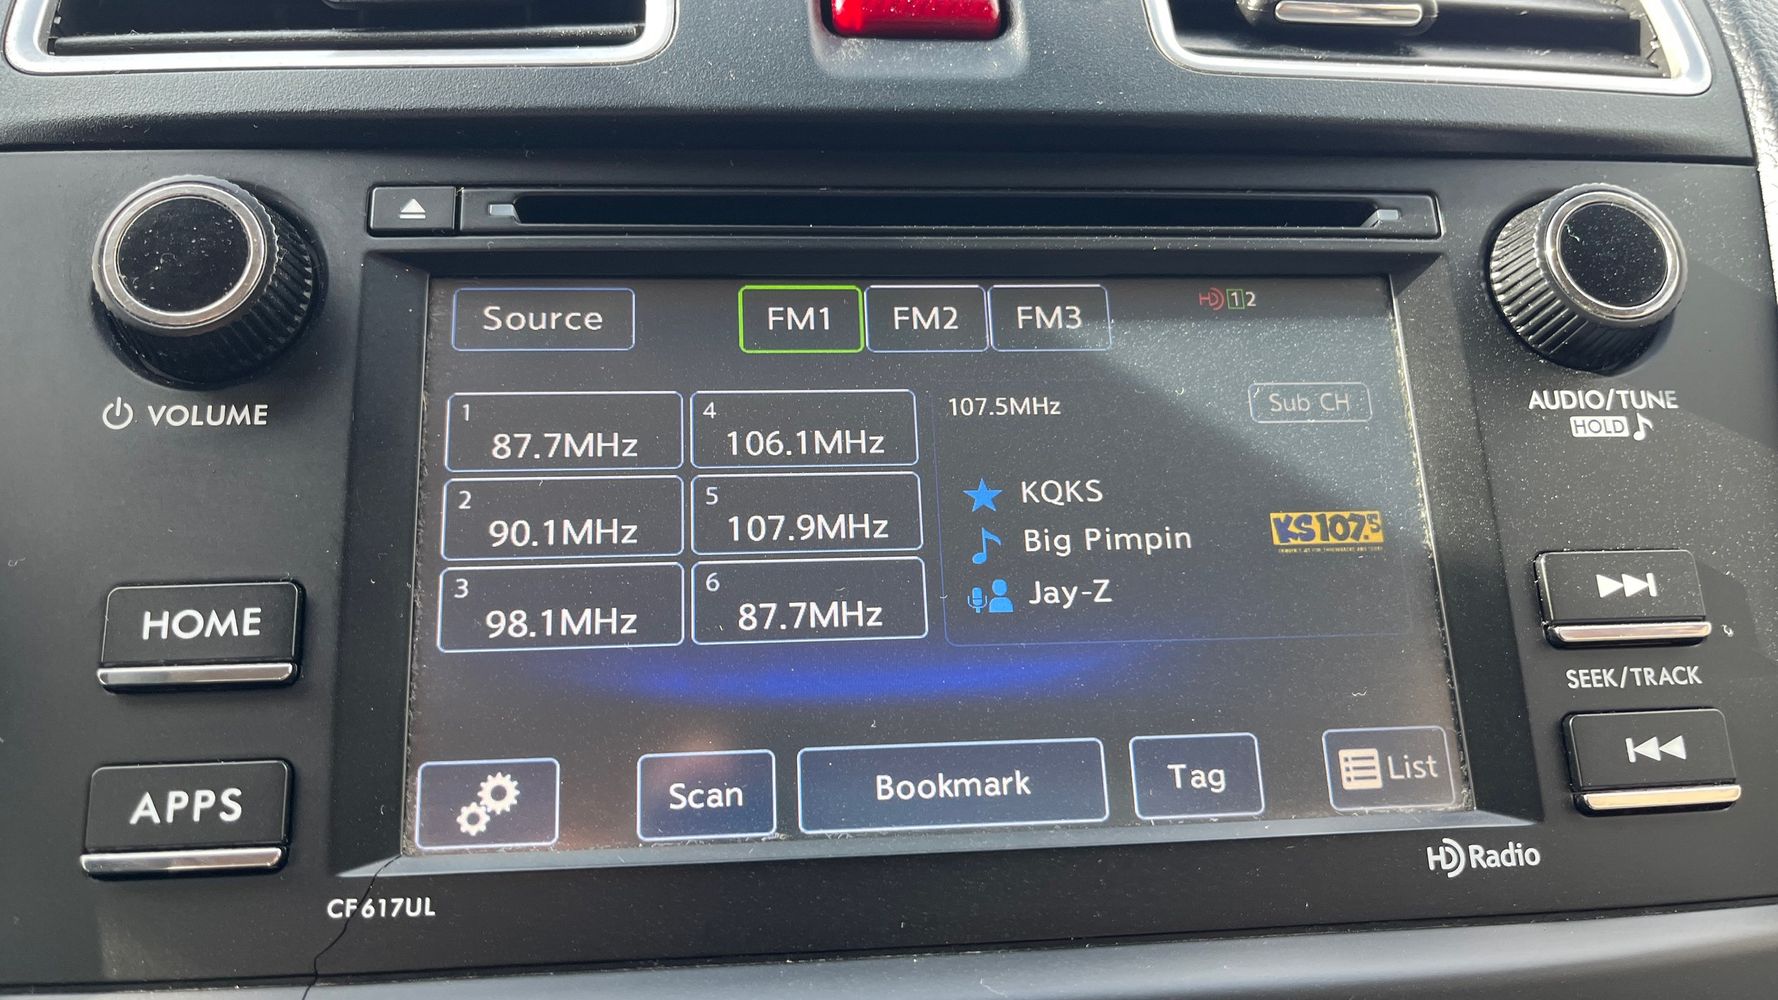 Source
FM1 FM2 FM3
HD 1 2
1 87.7MHz
4 106.1MHz
2 90.1MHz
5 107.9MHz
3 98.1MHz
6 87.7MHz
107.5MHz
Sub CH
KQKS
Big Pimpin
Jay-Z
KS107.5
Scan
Bookmark
Tag
List
VOLUME
HOME
APPS
AUDIO/TUNE
HOLD
SEEK/TRACK
CF617UL
HD Radio